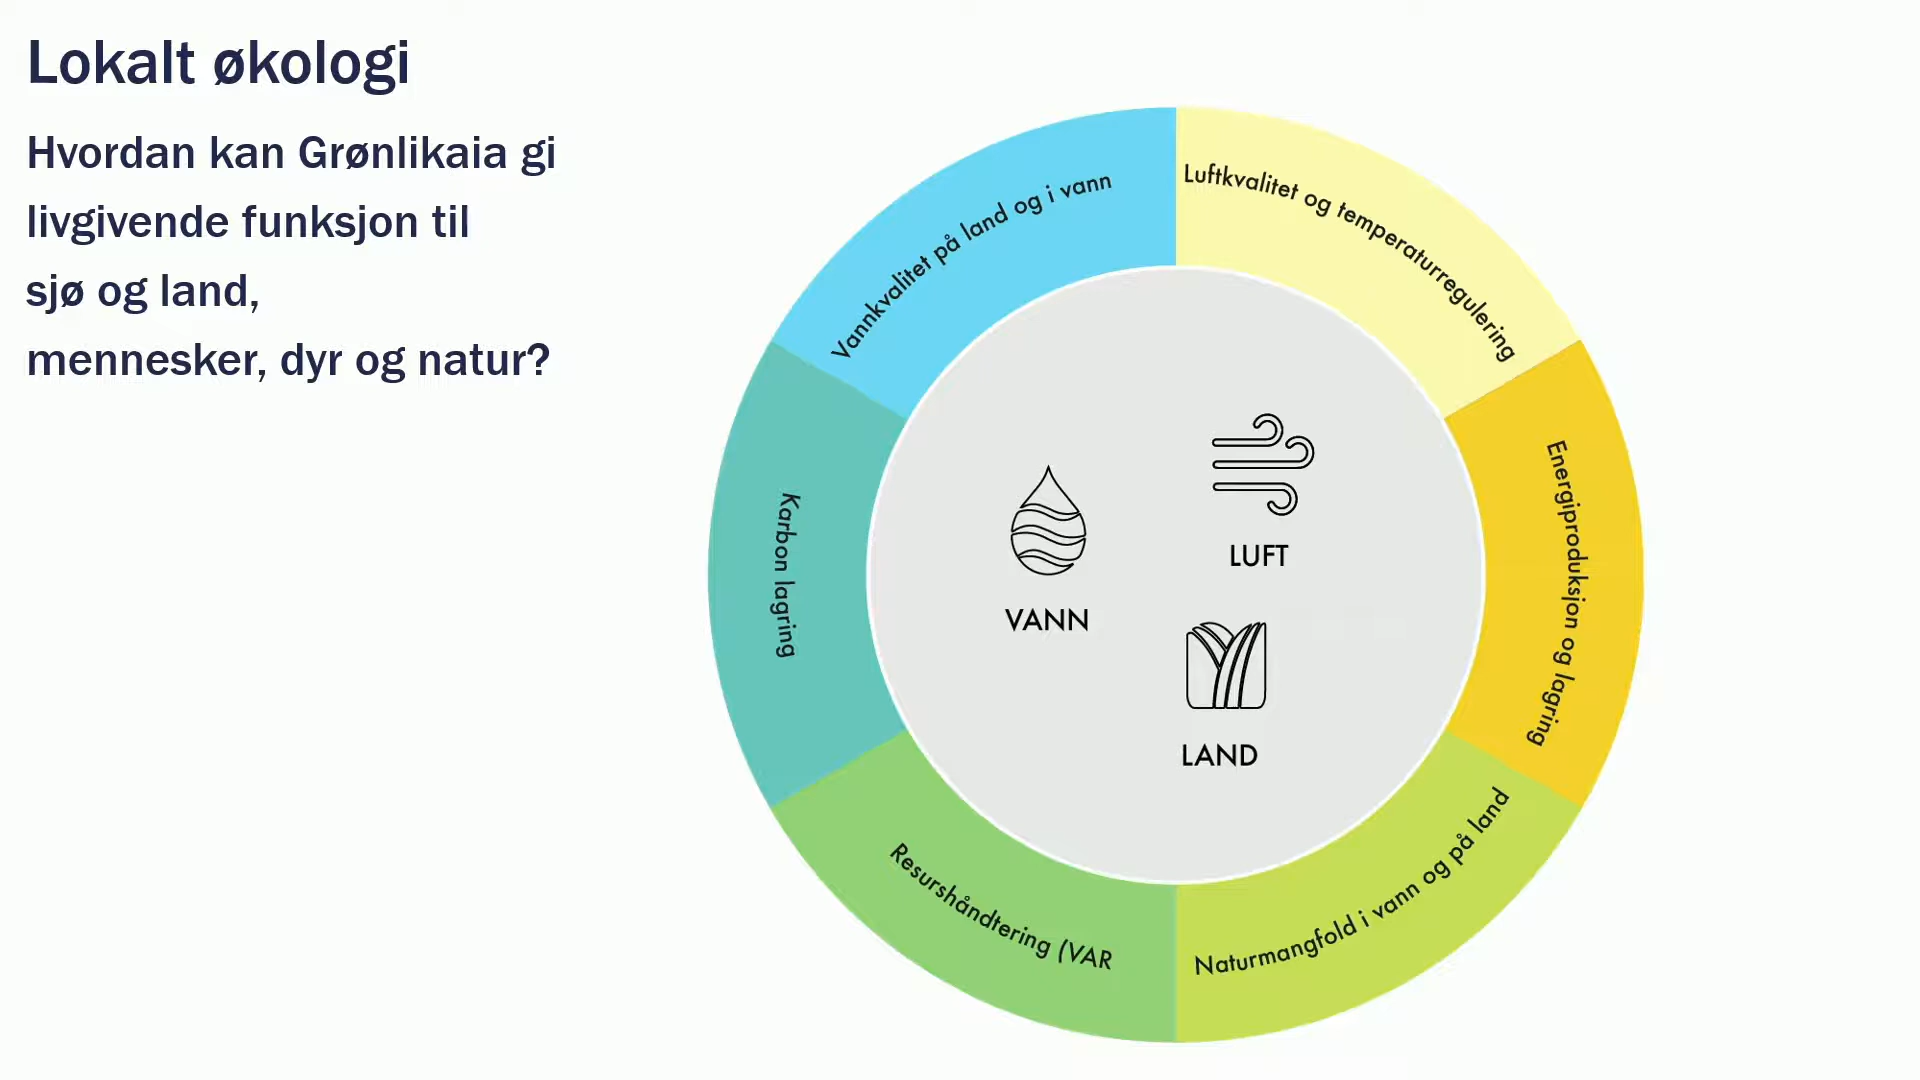 Lokalt økologi
Hvordan kan Grønlikaia gi
livgivende funksjon til
sjø og land,
mennesker, dyr og natur?
Vannkvalitet på land og i vann
Luftkvalitet og temperaturregulering
Energiproduksjon og lagring
Naturmangfold i vann og på land
Resurshåndtering (VAR
Karbon lagring
LUFT
VANN
LAND